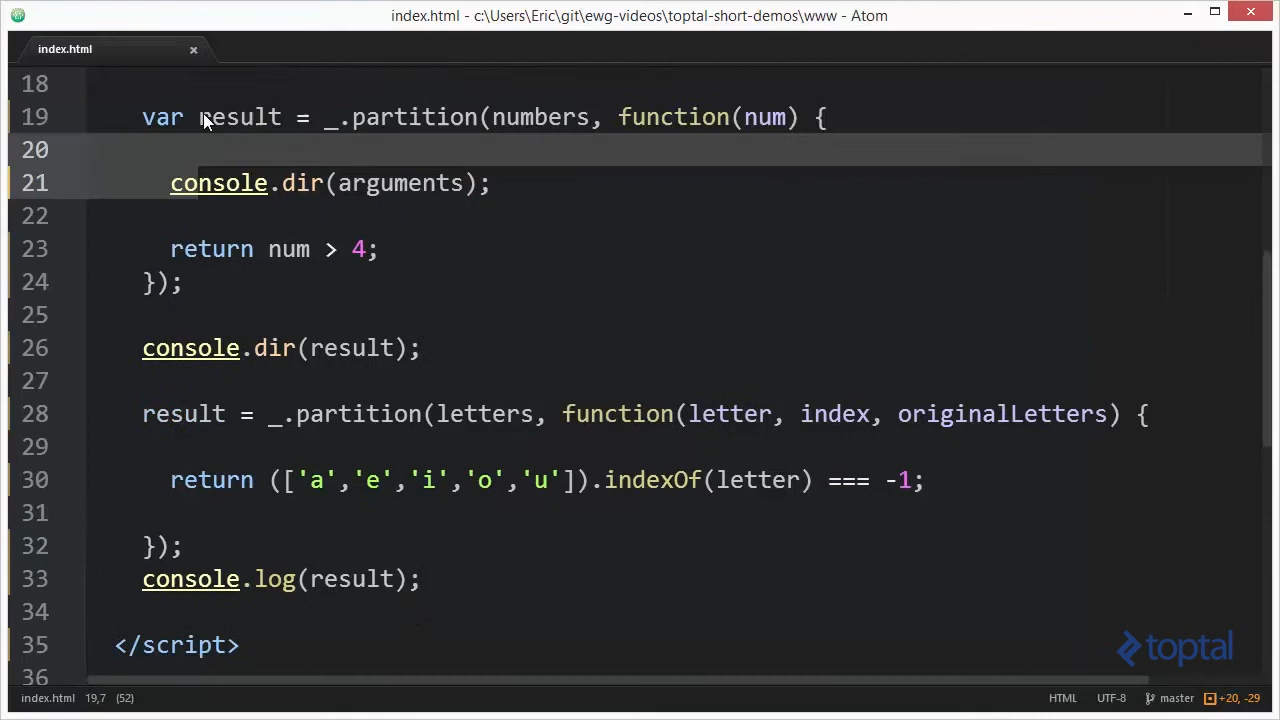 index.html - c:\Users\Eric\git\ewg-videos\toptal-short-demos\www - Atom
index.html
18
19 var result = _.partition(numbers, function(num) {
20
21 console.dir(arguments);
22
23 return num > 4;
24 });
25
26 console.dir(result);
27
28 result = _.partition(letters, function(letter, index, originalLetters) {
29
30 return (['a','e','i','o','u']).indexOf(letter) === -1;
31
32 });
33 console.log(result);
34
35 </script>
36
toptal
index.html 19,7 (52) HTML UTF-8 master +20, -29